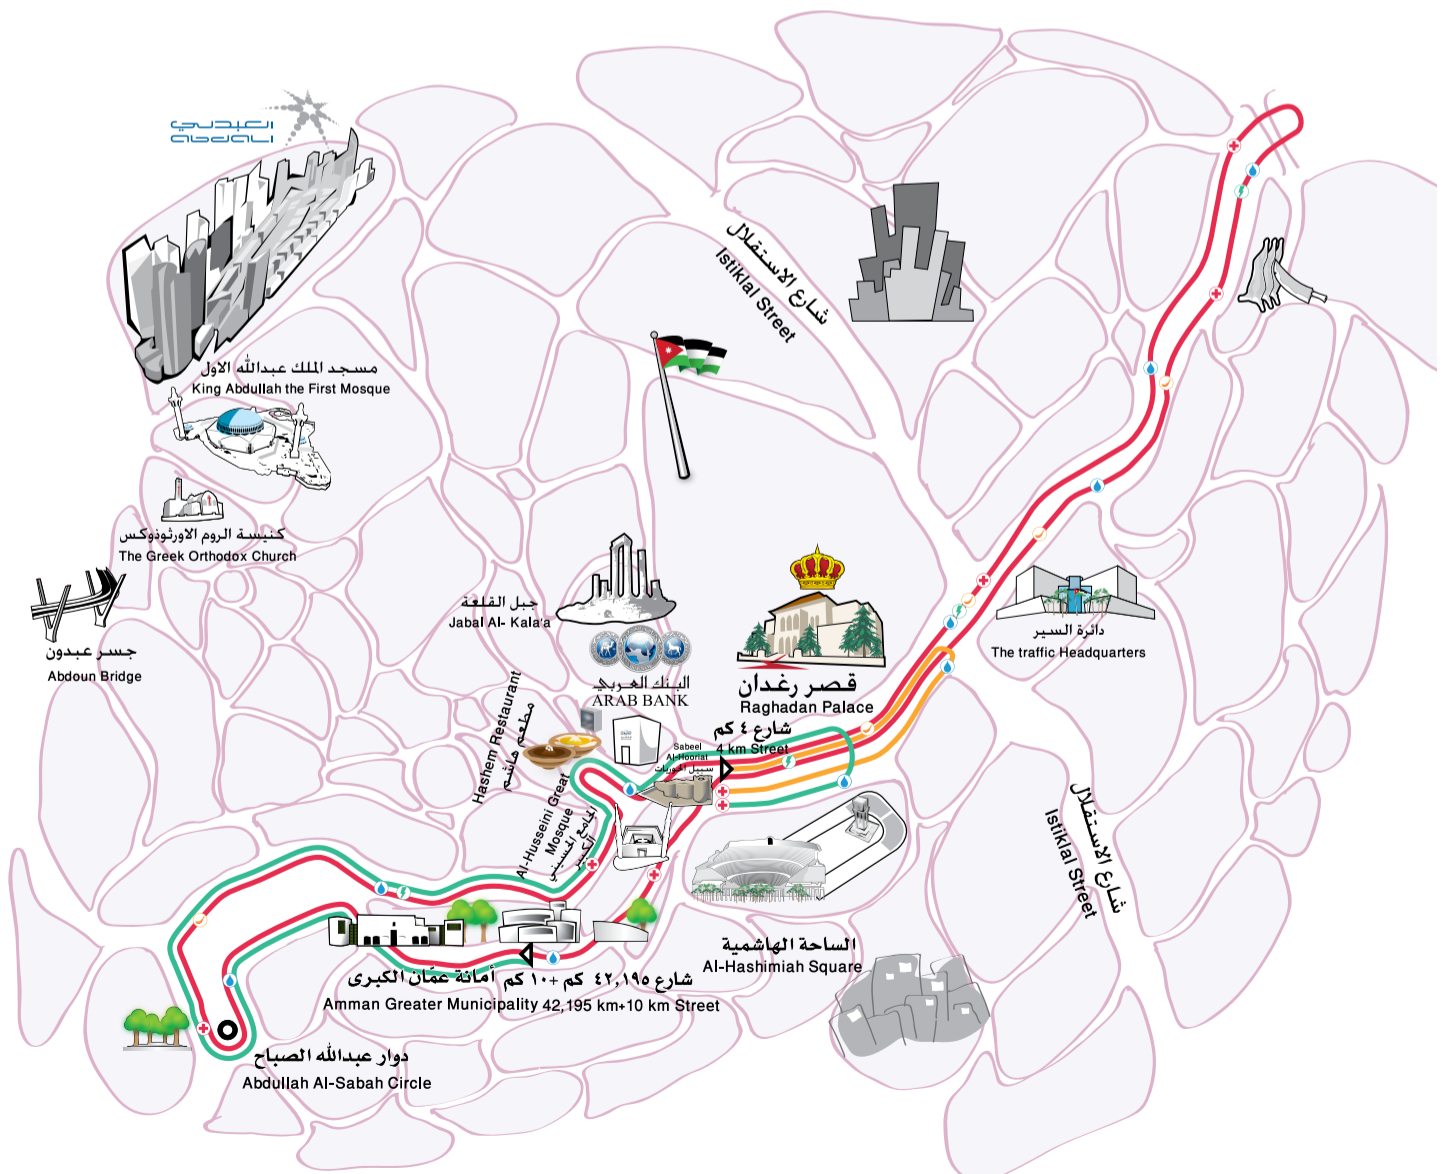 العبدلي
abdali
مسجد الملك عبدالله الاول
King Abdullah the First Mosque
كنيسة الروم الاورثوذوكس
The Greek Orthodox Church
جسر عبدون
Abdoun Bridge
شارع الاستقلال
Istiklal Street
جبل القلعة
Jabal Al- Kala'a
البنك العربي
ARAB BANK
قصر رغدان
Raghadan Palace
شارع ٤ كم
4 km Street
دائرة السير
The traffic Headquarters
Hashem Restaurant
مطعم هاشم
Sabeel
Al-Hooriat
سبيل الحوريات
Al-Husseini Great
Mosque
الجامع الحسيني
الكبير
شارع الاستقلال
Istiklal Street
الساحة الهاشمية
Al-Hashimiah Square
شارع ٤٢,١٩٥ كم +١٠ كم أمانة عمّان الكبرى
Amman Greater Municipality 42,195 km+10 km Street
دوار عبدالله الصباح
Abdullah Al-Sabah Circle